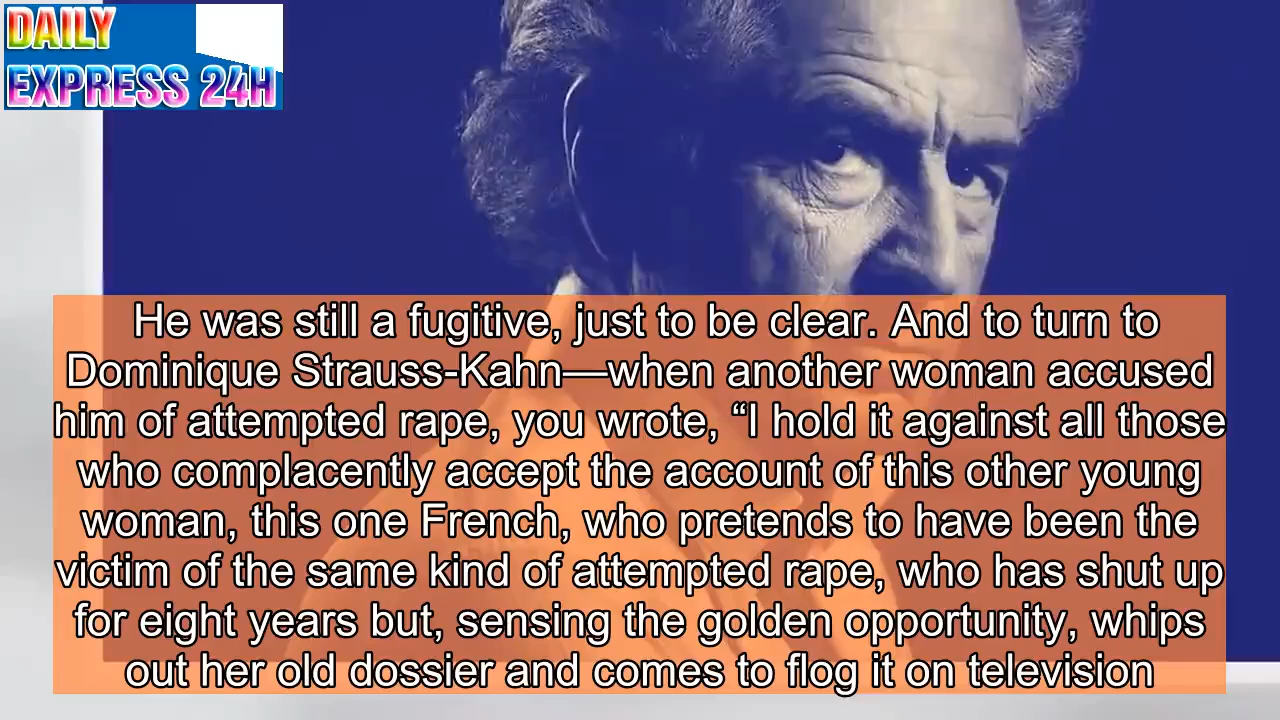 DAILY
EXPRESS 24H
He was still a fugitive, just to be clear. And to turn to
Dominique Strauss-Kahn—when another woman accused
him of attempted rape, you wrote, “I hold it against all those
who complacently accept the account of this other young
woman, this one French, who pretends to have been the
victim of the same kind of attempted rape, who has shut up
for eight years but, sensing the golden opportunity, whips
out her old dossier and comes to flog it on television